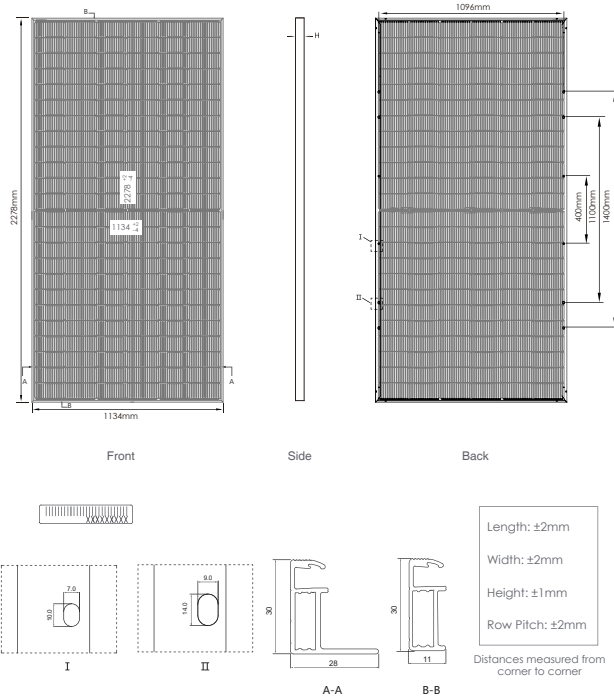 B
H
1096mm
2278mm
2278
1134
400mm
1100mm
1400mm
I
II
A
A
B
1134mm
Front
Side
Back
7.0
10.0
I
9.0
14.0
II
30
28
A-A
30
11
B-B
Length: ±2mm
Width: ±2mm
Height: ±1mm
Row Pitch: ±2mm
Distances measured from
corner to corner